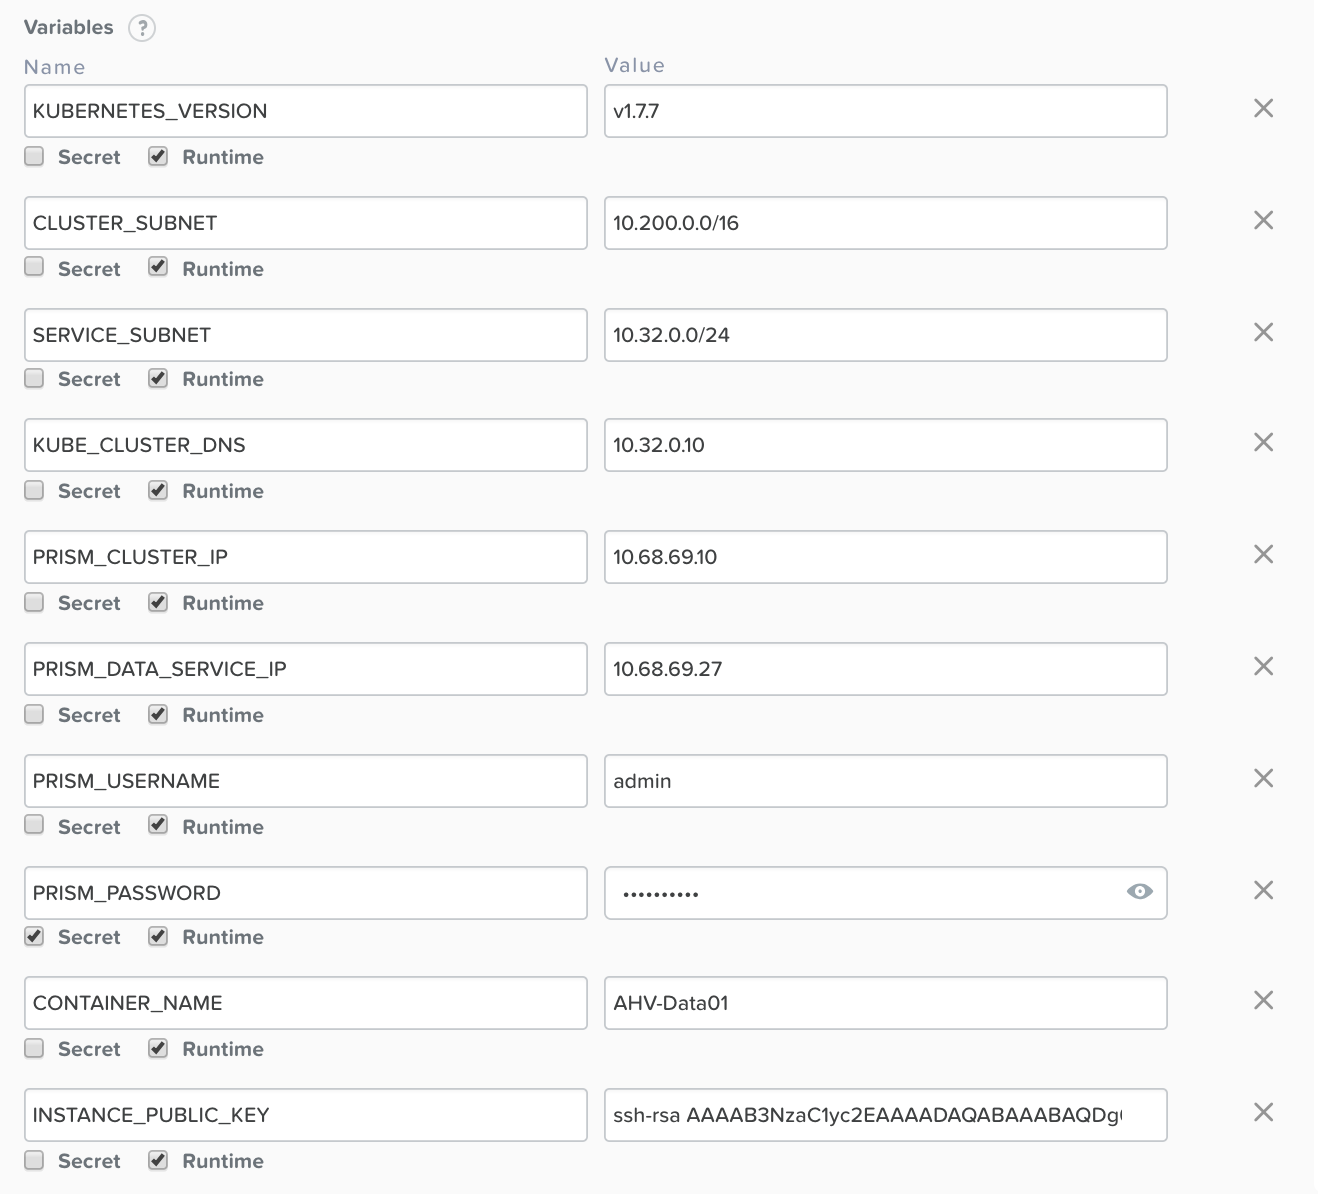 Variables ?
Name Value
KUBERNETES_VERSION v1.7.7
Secret Runtime
CLUSTER_SUBNET 10.200.0.0/16
Secret Runtime
SERVICE_SUBNET 10.32.0.0/24
Secret Runtime
KUBE_CLUSTER_DNS 10.32.0.10
Secret Runtime
PRISM_CLUSTER_IP 10.68.69.10
Secret Runtime
PRISM_DATA_SERVICE_IP 10.68.69.27
Secret Runtime
PRISM_USERNAME admin
Secret Runtime
PRISM_PASSWORD ••••••••••
Secret Runtime
CONTAINER_NAME AHV-Data01
Secret Runtime
INSTANCE_PUBLIC_KEY ssh-rsa AAAAB3NzaC1yc2EAAAADAQABAAABAQDg
Secret Runtime